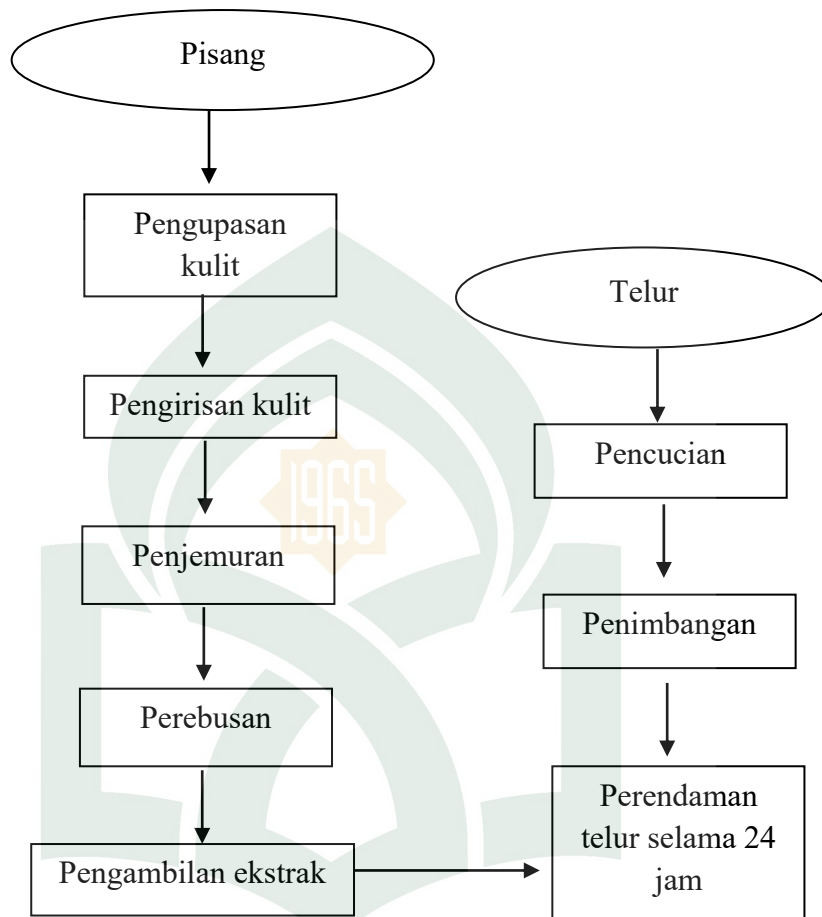 Pisang
Pengupasan
kulit
Pengirisan kulit
Penjemuran
Perebusan
Pengambilan ekstrak
Telur
Pencucian
Penimbangan
Perendaman
telur selama 24
jam
1965